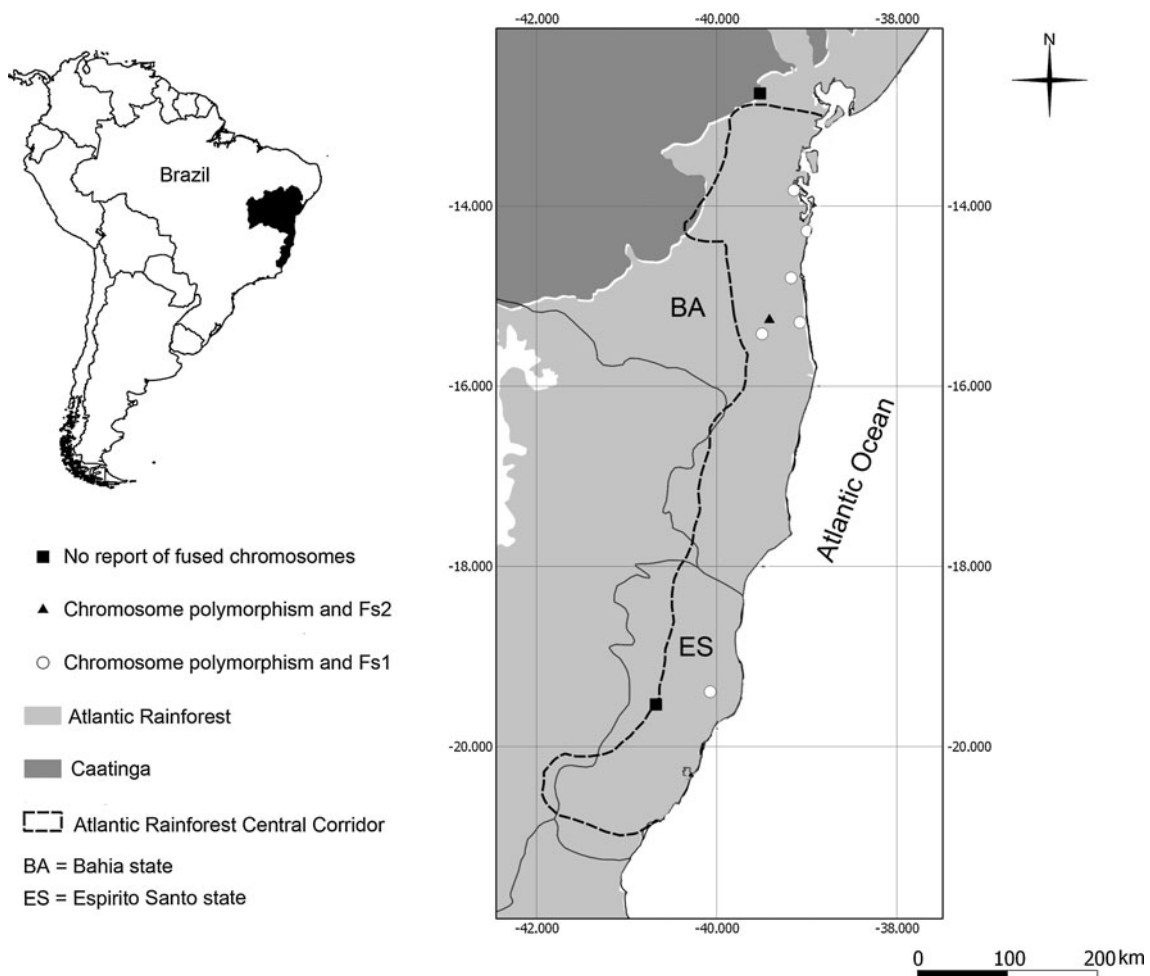 Brazil
No report of fused chromosomes
Chromosome polymorphism and Fs2
Chromosome polymorphism and Fs1
Atlantic Rainforest
Caatinga
Atlantic Rainforest Central Corridor
BA = Bahia state
ES = Espirito Santo state
-42.000 -40.000 -38.000
N
-14.000 -14.000
BA
-16.000 -16.000
Atlantic Ocean
-18.000 -18.000
ES
-20.000 -20.000
-42.000 -40.000 -38.000
0 100 200 km